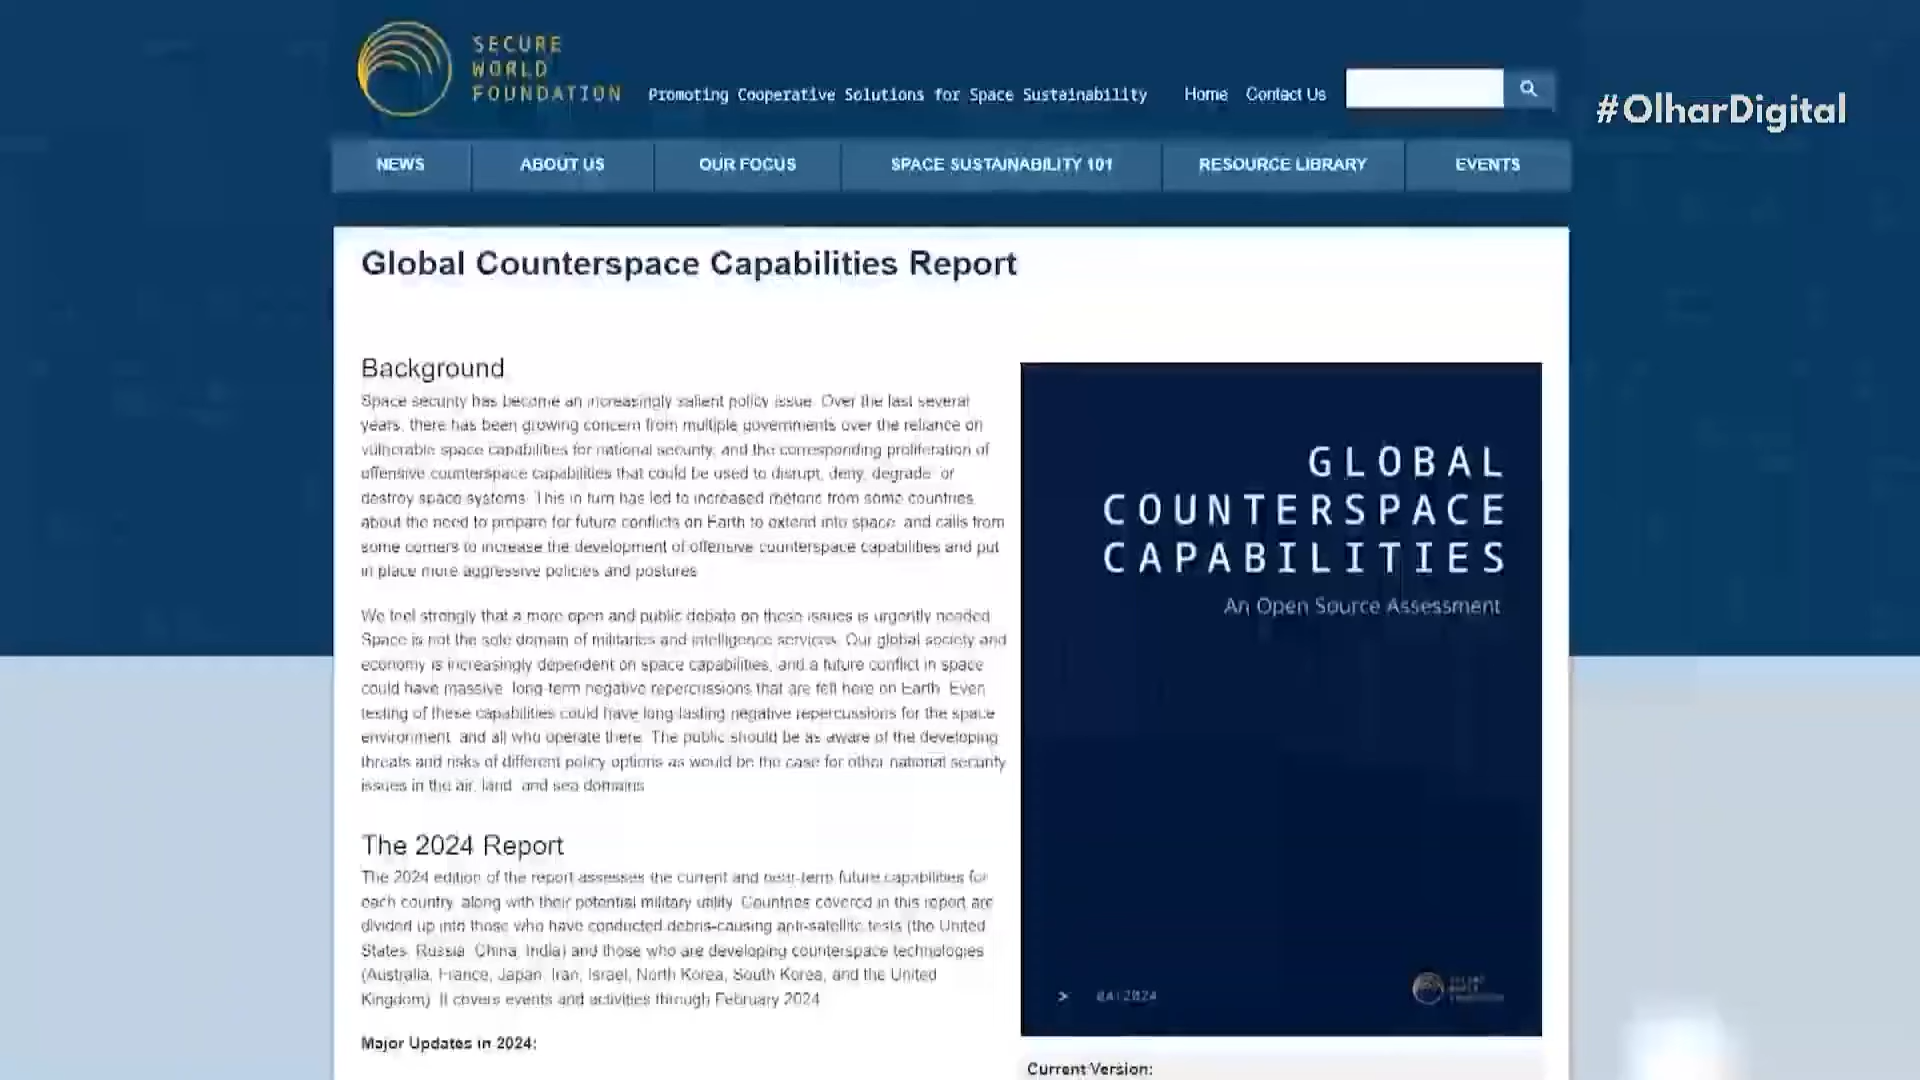 SECURE
WORLD
FOUNDATION
Promoting Cooperative Solutions for Space Sustainability
Home
Contact Us
#OlharDigital
NEWS
ABOUT US
OUR FOCUS
SPACE SUSTAINABILITY 101
RESOURCE LIBRARY
EVENTS
Global Counterspace Capabilities Report
Background
Space security has become an increasingly salient policy issue. Over the last several
years, there has been growing concern from multiple governments over the reliance on
vulnerable space capabilities for national security, and the corresponding proliferation of
offensive counterspace capabilities that could be used to disrupt, deny, degrade, or
destroy space systems. This in turn has led to increased rhetoric from some countries
about the need to prepare for future conflicts on Earth to extend into space, and calls from
some corners to increase the development of offensive counterspace capabilities and put
in place more aggressive policies and postures.
We feel strongly that a more open and public debate on these issues is urgently needed.
Space is not the sole domain of militaries and intelligence services. Our global society and
economy is increasingly dependent on space capabilities, and a future conflict in space
could have massive, long-term negative repercussions that are felt here on Earth. Even
testing of these capabilities could have long-lasting negative repercussions for the space
environment, and all who operate there. The public should be as aware of the developing
threats and risks of different policy options as would be the case for other national security
issues in the air, land, and sea domains.
The 2024 Report
The 2024 edition of the report assesses the current and near-term future capabilities for
each country, along with their potential military utility. Countries covered in this report are
divided up into those who have conducted debris-causing anti-satellite tests (the United
States, Russia, China, India) and those who are developing counterspace technologies
(Australia, France, Japan, Iran, Israel, North Korea, South Korea, and the United
Kingdom). It covers events and activities through February 2024.
Major Updates in 2024:
GLOBAL
COUNTERSPACE
CAPABILITIES
An Open Source Assessment
>
SECURE
WORLD
FOUNDATION
Current Version: